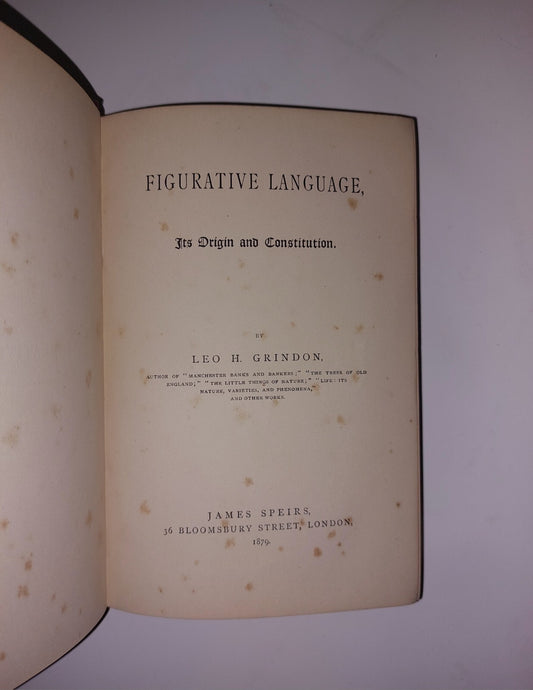 FIGURATIVE LANGUAGE,
Its Origin and Constitution.
BY
LEO H. GRINDON,
AUTHOR OF "MANCHESTER BANKS AND BANKERS;" "THE TREES OF OLD
ENGLAND;" "THE LITTLE THINGS OF NATURE;" "LIFE: ITS
NATURE, VARIETIES, AND PHENOMENA,"
AND OTHER WORKS.
JAMES SPEIRS,
36 BLOOMSBURY STREET, LONDON,
1879.